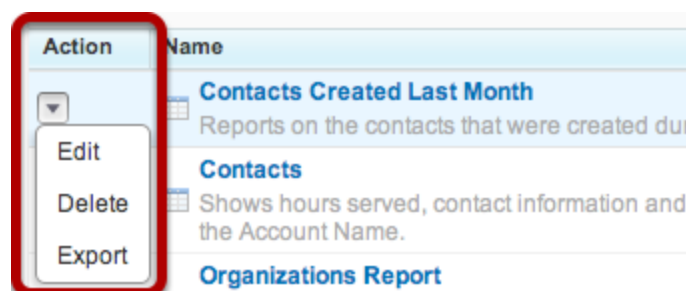 Action Name
Contacts Created Last Month
Reports on the contacts that were created
Edit
Contacts
Delete
Shows hours served, contact information and
the Account Name.
Export
Organizations Report